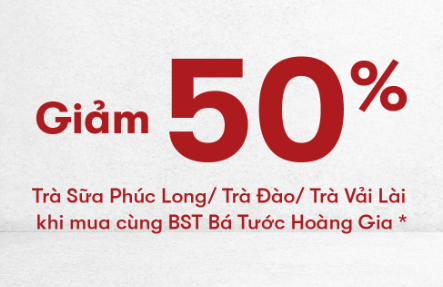 Giảm 50%
Trà Sữa Phúc Long/ Trà Đào/ Trà Vải Lài
khi mua cùng BST Bá Tước Hoàng Gia *